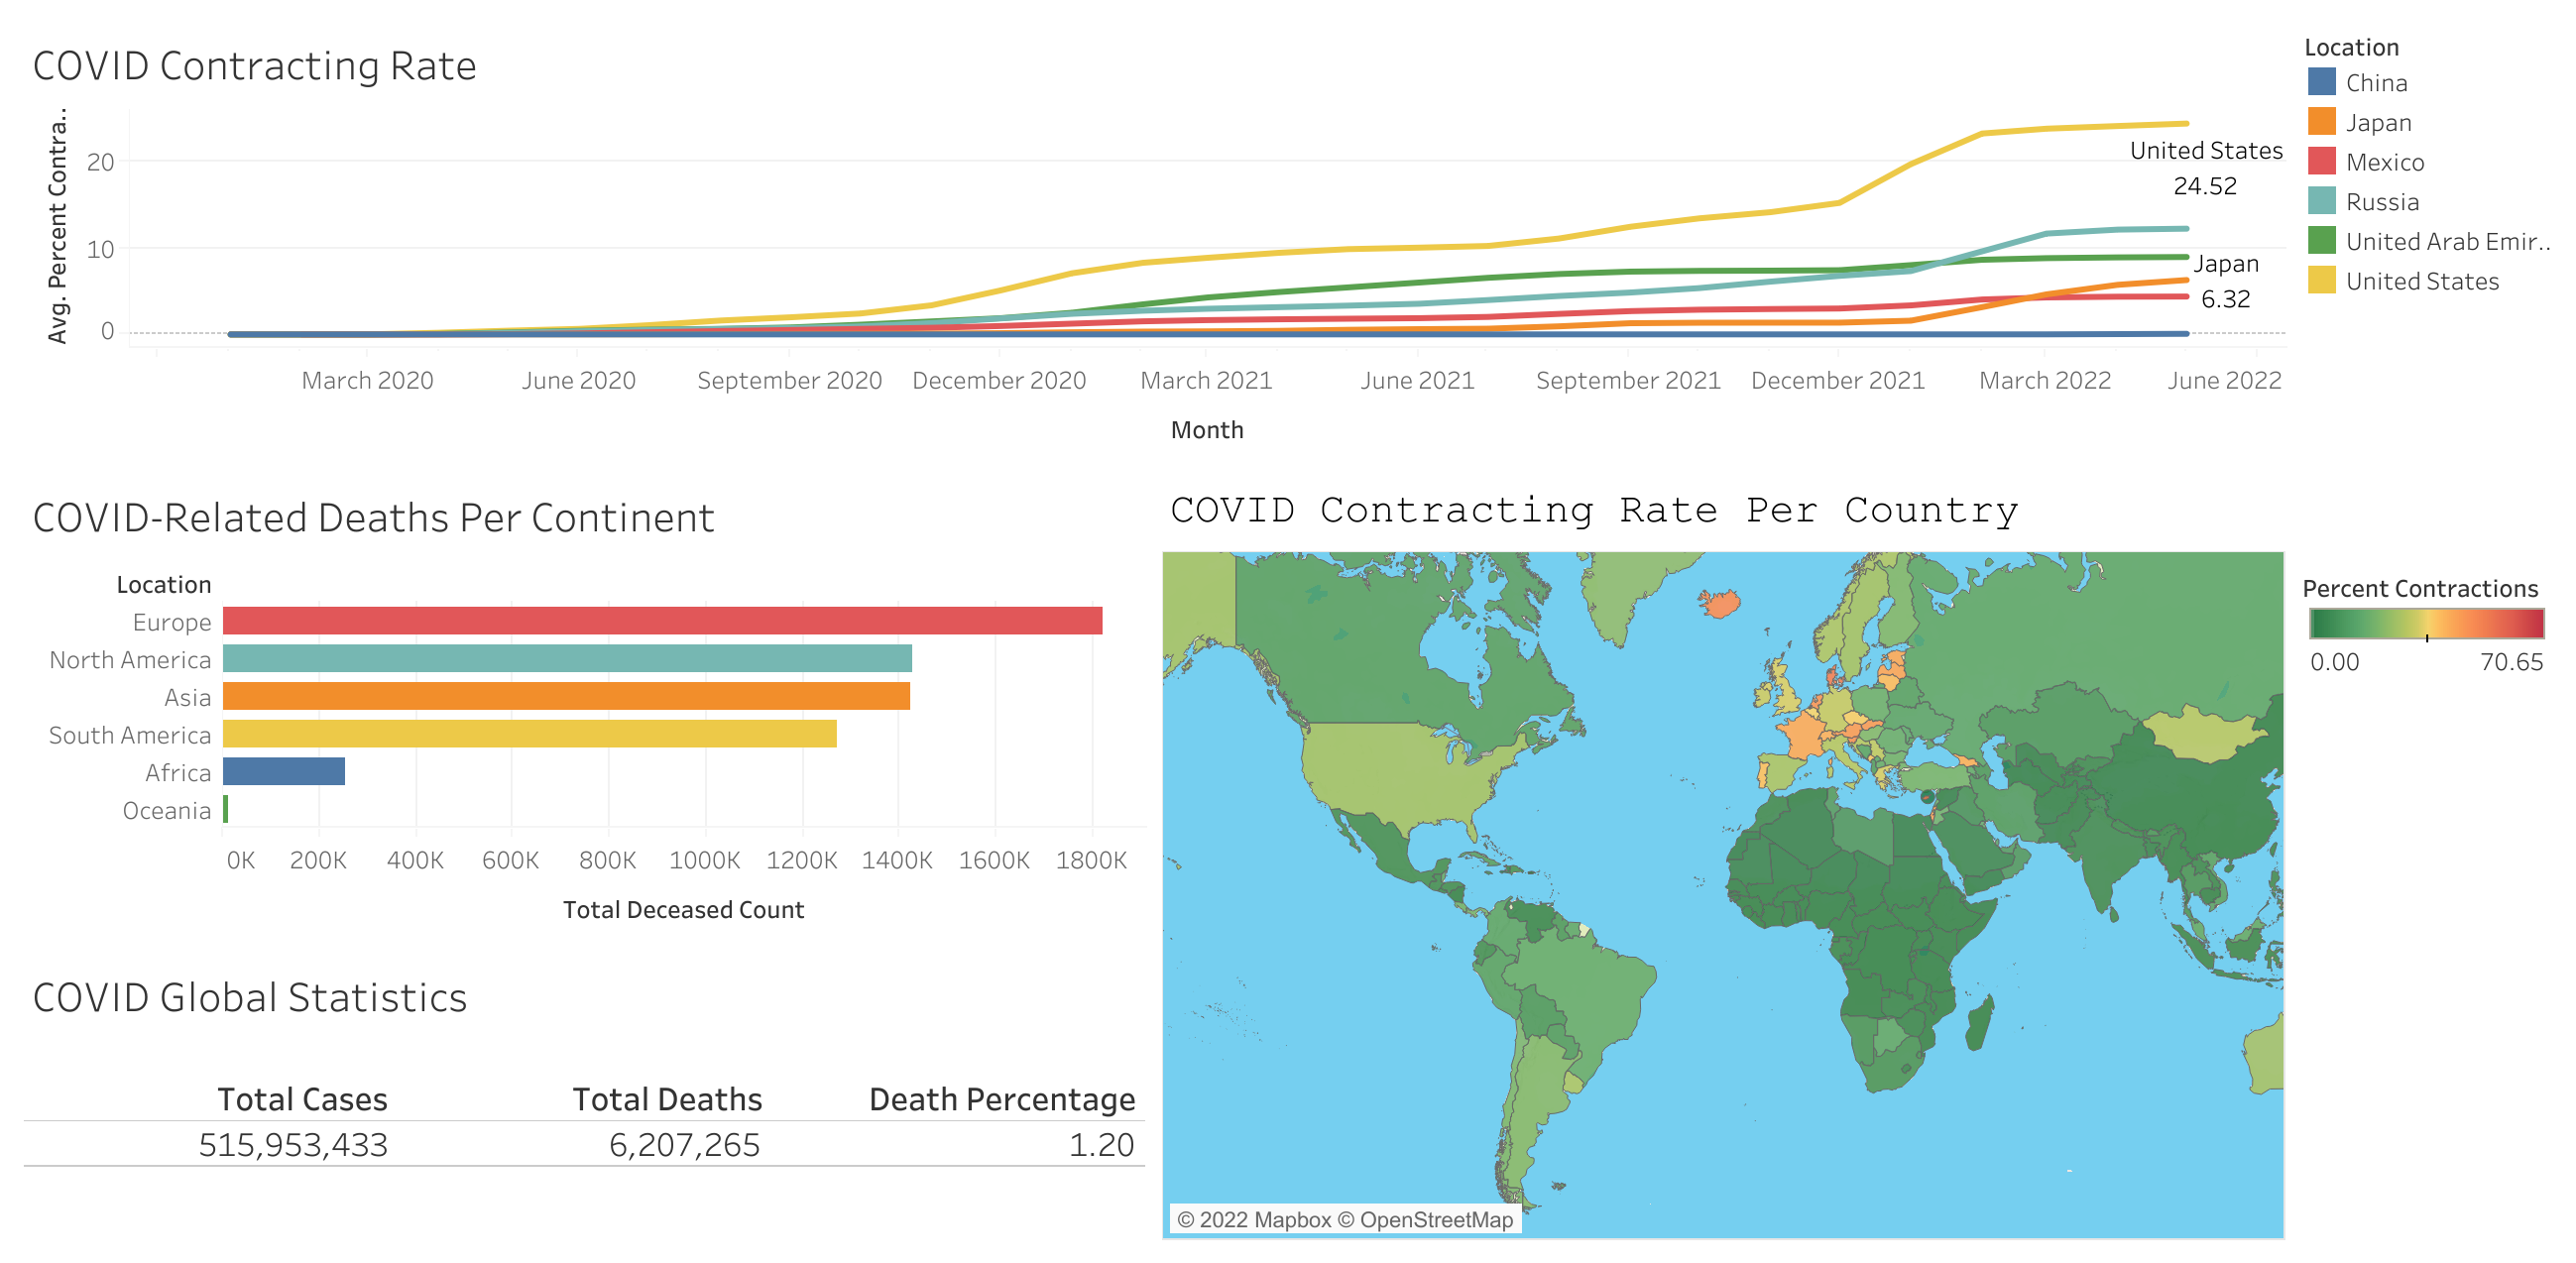 COVID Contracting Rate
Avg. Percent Contra..
20
10
0
United States
24.52
Japan
6.32
March 2020 June 2020 September 2020 December 2020 March 2021 June 2021 September 2021 December 2021 March 2022 June 2022
Month
Location
China
Japan
Mexico
Russia
United Arab Emir..
United States
COVID-Related Deaths Per Continent
Location
Europe
North America
Asia
South America
Africa
Oceania
0K 200K 400K 600K 800K 1000K 1200K 1400K 1600K 1800K
Total Deceased Count
COVID Global Statistics
Total Cases Total Deaths Death Percentage
515,953,433 6,207,265 1.20
COVID Contracting Rate Per Country
© 2022 Mapbox © OpenStreetMap
Percent Contractions
0.00 70.65